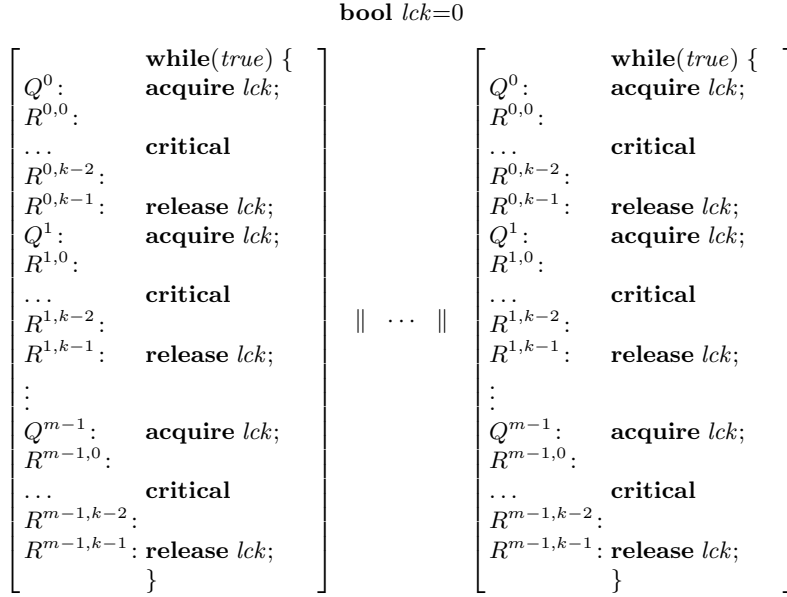 bool lck=0
while(true) {
Q^0: acquire lck;
R^{0,0}:
... critical
R^{0,k−2}:
R^{0,k−1}: release lck;
Q^1: acquire lck;
R^{1,0}:
... critical
R^{1,k−2}:
R^{1,k−1}: release lck;
⋮
Q^{m−1}: acquire lck;
R^{m−1,0}:
... critical
R^{m−1,k−2}:
R^{m−1,k−1}: release lck;
}
‖ ··· ‖
while(true) {
Q^0: acquire lck;
R^{0,0}:
... critical
R^{0,k−2}:
R^{0,k−1}: release lck;
Q^1: acquire lck;
R^{1,0}:
... critical
R^{1,k−2}:
R^{1,k−1}: release lck;
⋮
Q^{m−1}: acquire lck;
R^{m−1,0}:
... critical
R^{m−1,k−2}:
R^{m−1,k−1}: release lck;
}